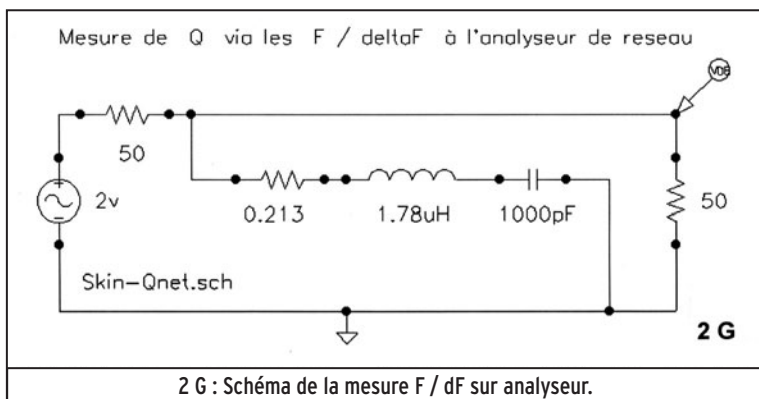 Mesure de Q via les F / deltaF à l'analyseur de reseau
VDB
50
2v
0.213 1.78uH 1000pF
50
Skin-Qnet.sch
2 G
2 G : Schéma de la mesure F / dF sur analyseur.